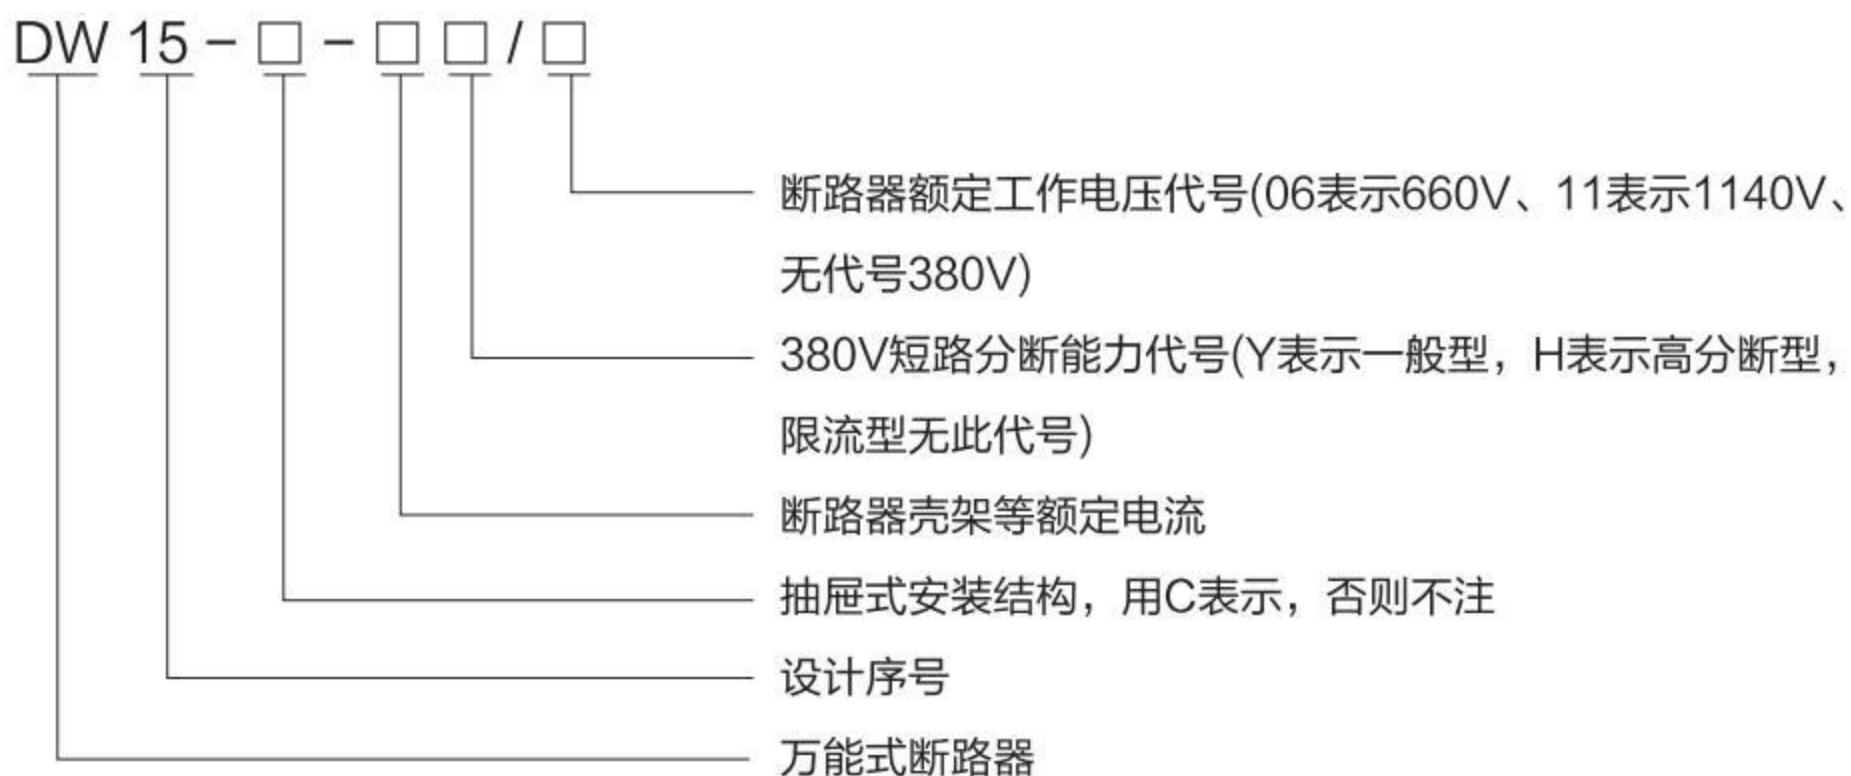 DW 15 - □ - □ □ / □
断路器额定工作电压代号(06表示660V、11表示1140V、
无代号380V)
380V短路分断能力代号(Y表示一般型，H表示高分断型，
限流型无此代号)
断路器壳架等额定电流
抽屉式安装结构，用C表示，否则不注
设计序号
万能式断路器